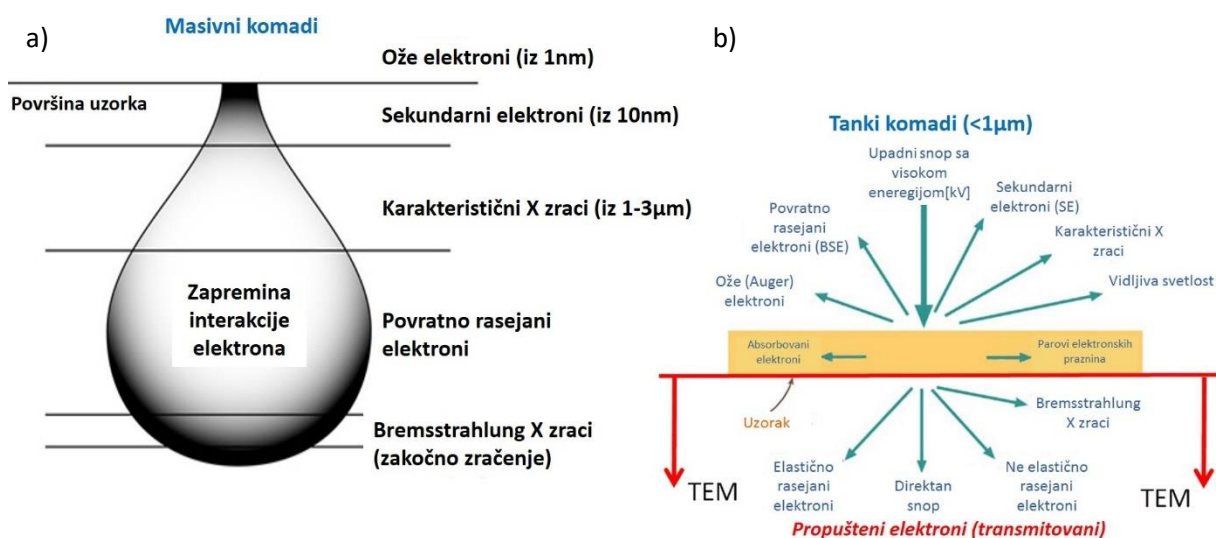 a)
Masivni komadi
Ože elektroni (iz 1nm)
Površina uzorka
Sekundarni elektroni (iz 10nm)
Karakteristični X zraci (iz 1-3µm)
Zapremina
interakcije
elektrona
Povratno rasejani
elektroni
Bremsstrahlung X zraci
(zakočno zračenje)
b)
Tanki komadi (<1µm)
Upadni snop sa
visokom
eneregijom[kV]
Sekundarni
elektroni (SE)
Povratno
rasejani
elektroni (BSE)
Karakteristični X
zraci
Ože (Auger)
elektroni
Vidljiva svetlost
Absorbovani
elektroni
Parovi elektronskih
praznina
Uzorak
Bremsstrahlung
X zraci
TEM
Elastično
rasejani
elektroni
Direktan
snop
Ne elastično
rasejani
elektroni
TEM
Propušteni elektroni (transmitovani)